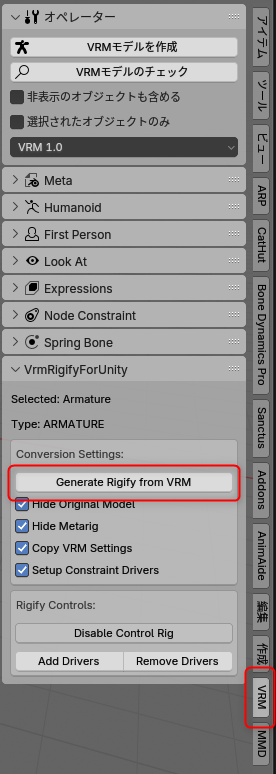 オペレーター
VRMモデルを作成
VRMモデルのチェック
非表示のオブジェクトも含める
選択されたオブジェクトのみ
VRM 1.0
Meta
Humanoid
First Person
Look At
Expressions
Node Constraint
Spring Bone
VrmRigifyForUnity
Selected: Armature
Type: ARMATURE
Conversion Settings:
Generate Rigify from VRM
Hide Original Model
Hide Metarig
Copy VRM Settings
Setup Constraint Drivers
Rigify Controls:
Disable Control Rig
Add Drivers
Remove Drivers
アイテム
ツール
ビュー
ARP
CatHut
Bone Dynamics Pro
Sanctus
Addons
AnimAide
編集
作成
VRM
MMD